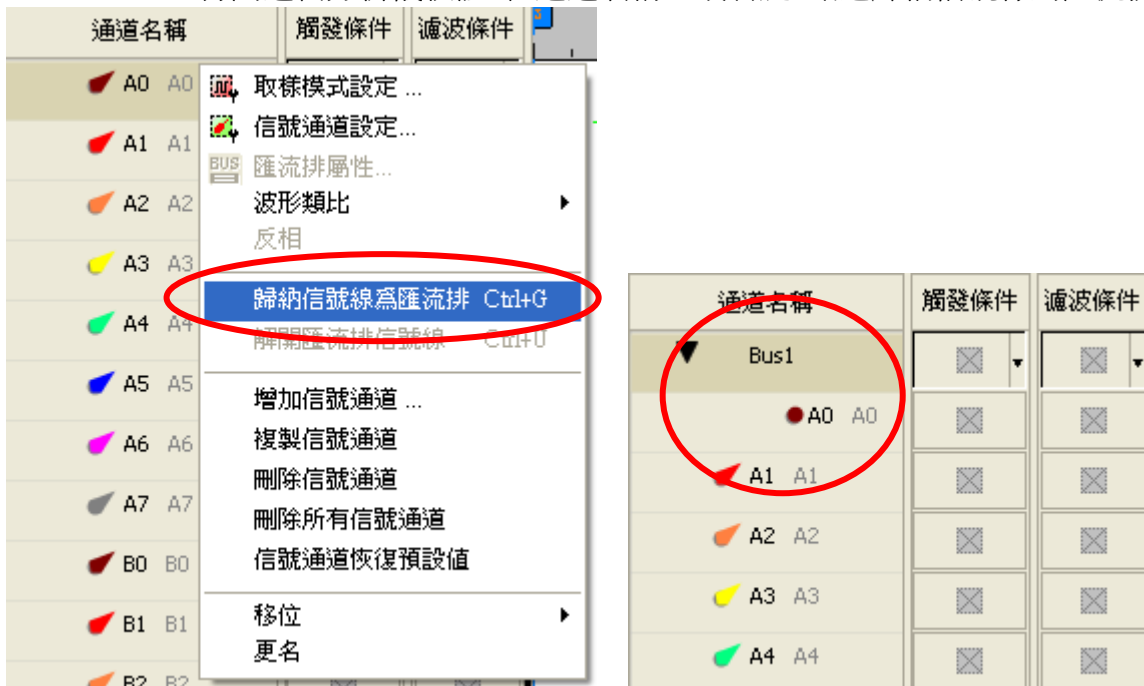 通道名稱 觸發條件 濾波條件
A0 A0
A1 A1
A2 A2
A3 A3
A4 A4
A5 A5
A6 A6
A7 A7
B0 B0
B1 B1
B2 B2
取樣模式設定 ...
信號通道設定...
BUS 匯流排屬性...
波形類比
反相
歸納信號線爲匯流排 Ctrl+G
解開匯流排信號線 Ctrl+U
增加信號通道 ...
複製信號通道
刪除信號通道
刪除所有信號通道
信號通道恢復預設值
移位
更名
通道名稱 觸發條件 濾波條件
Bus1
A0 A0
A1 A1
A2 A2
A3 A3
A4 A4